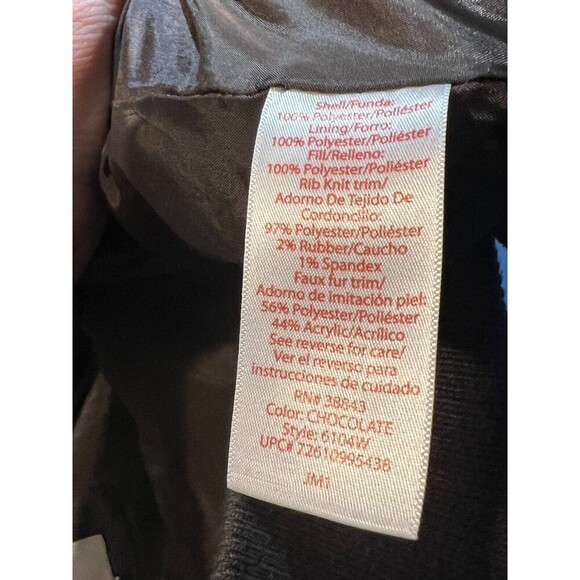 Shell/Funda:
100% Polyester/Poliéster
Lining/Forro:
100% Polyester/Poliéster
Fill/Relleno:
100% Polyester/Poliéster
Rib Knit trim/
Adorno De Tejido De
Cordoncillo:
97% Polyester/Poliéster
2% Rubber/Caucho
1% Spandex
Faux fur trim/
Adorno de imitación piel:
56% Polyester/Poliéster
44% Acrylic/Acrílico
See reverse for care/
Ver el reverso para
instrucciones de cuidado
RN# 38843
Color: CHOCOLATE
Style: 6104W
UPC# 72610995438
JM1